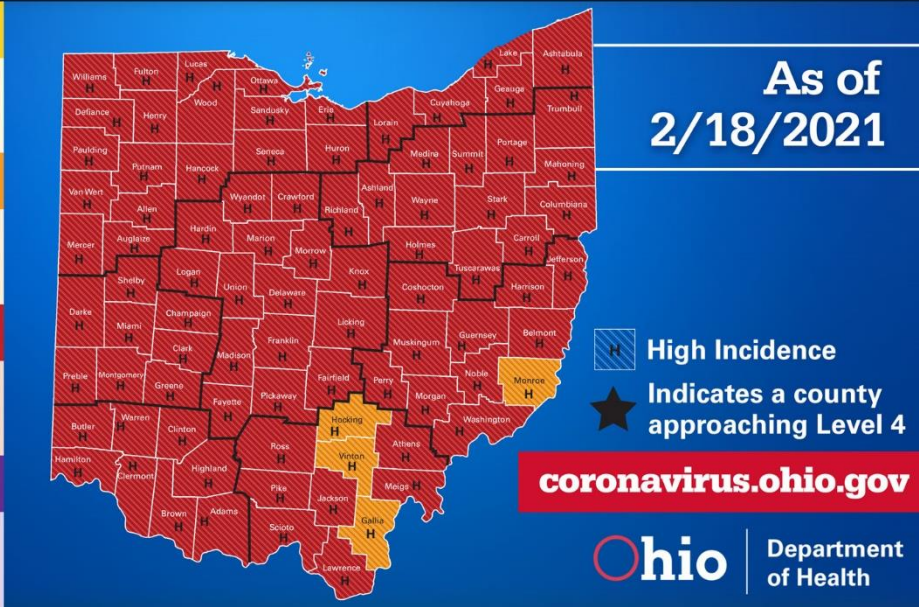 As of
2/18/2021
Williams
H
Fulton
H
Lucas
H
Ottawa
H
Lake
H
Ashtabula
H
Geauga
H
Cuyahoga
H
Defiance
H
Henry
H
Wood
H
Sandusky
H
Erie
H
Lorain
H
Trumbull
H
Paulding
H
Putnam
H
Hancock
H
Seneca
H
Huron
H
Medina
H
Summit
H
Portage
H
Mahoning
H
Van Wert
H
Allen
H
Wyandot
H
Crawford
H
Richland
H
Ashland
H
Wayne
H
Stark
H
Columbiana
H
Mercer
H
Auglaize
H
Hardin
H
Marion
H
Morrow
H
Holmes
H
Carroll
H
Jefferson
H
Shelby
H
Logan
H
Union
H
Delaware
H
Knox
H
Coshocton
H
Tuscarawas
H
Harrison
H
Darke
H
Miami
H
Champaign
H
Clark
H
Madison
H
Franklin
H
Licking
H
Muskingum
H
Guernsey
H
Belmont
H
Preble
H
Montgomery
H
Greene
H
Fayette
H
Pickaway
H
Fairfield
H
Perry
H
Morgan
H
Noble
H
Monroe
H
Butler
H
Warren
H
Clinton
H
Ross
H
Hocking
H
Athens
H
Washington
H
Hamilton
H
Clermont
H
Highland
H
Pike
H
Vinton
H
Meigs
H
Brown
H
Adams
H
Scioto
H
Jackson
H
Gallia
H
Lawrence
H
H High Incidence
Indicates a county
approaching Level 4
coronavirus.ohio.gov
Ohio
Department
of Health